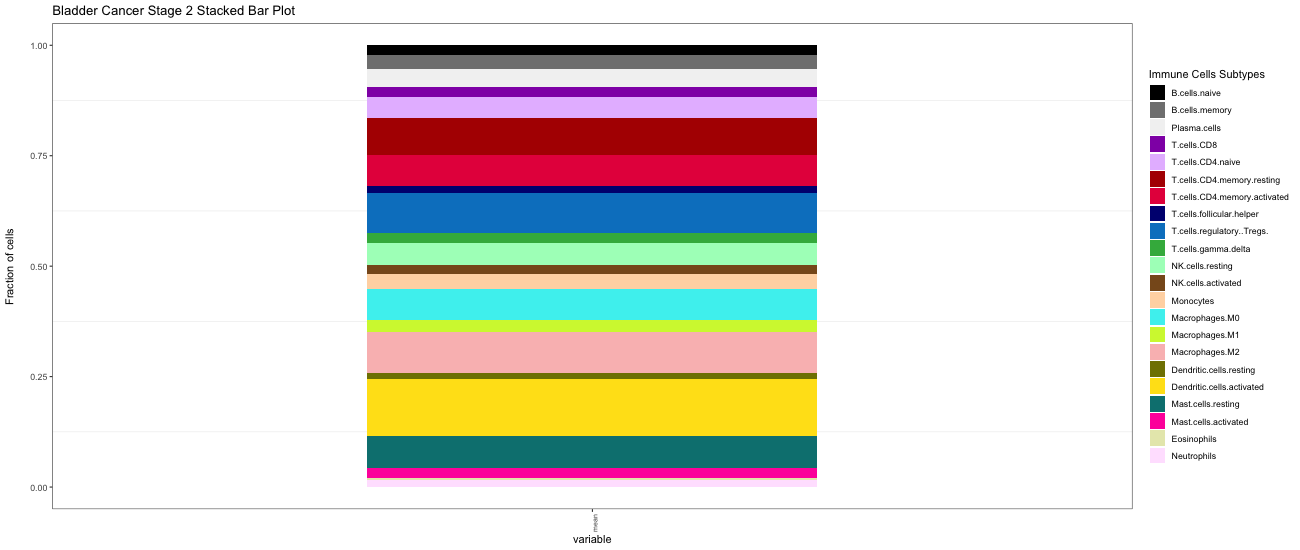 Bladder Cancer Stage 2 Stacked Bar Plot
1.00
0.75
0.50
0.25
0.00
Fraction of cells
mean
variable
Immune Cells Subtypes
B.cells.naive
B.cells.memory
Plasma.cells
T.cells.CD8
T.cells.CD4.naive
T.cells.CD4.memory.resting
T.cells.CD4.memory.activated
T.cells.follicular.helper
T.cells.regulatory..Tregs.
T.cells.gamma.delta
NK.cells.resting
NK.cells.activated
Monocytes
Macrophages.M0
Macrophages.M1
Macrophages.M2
Dendritic.cells.resting
Dendritic.cells.activated
Mast.cells.resting
Mast.cells.activated
Eosinophils
Neutrophils